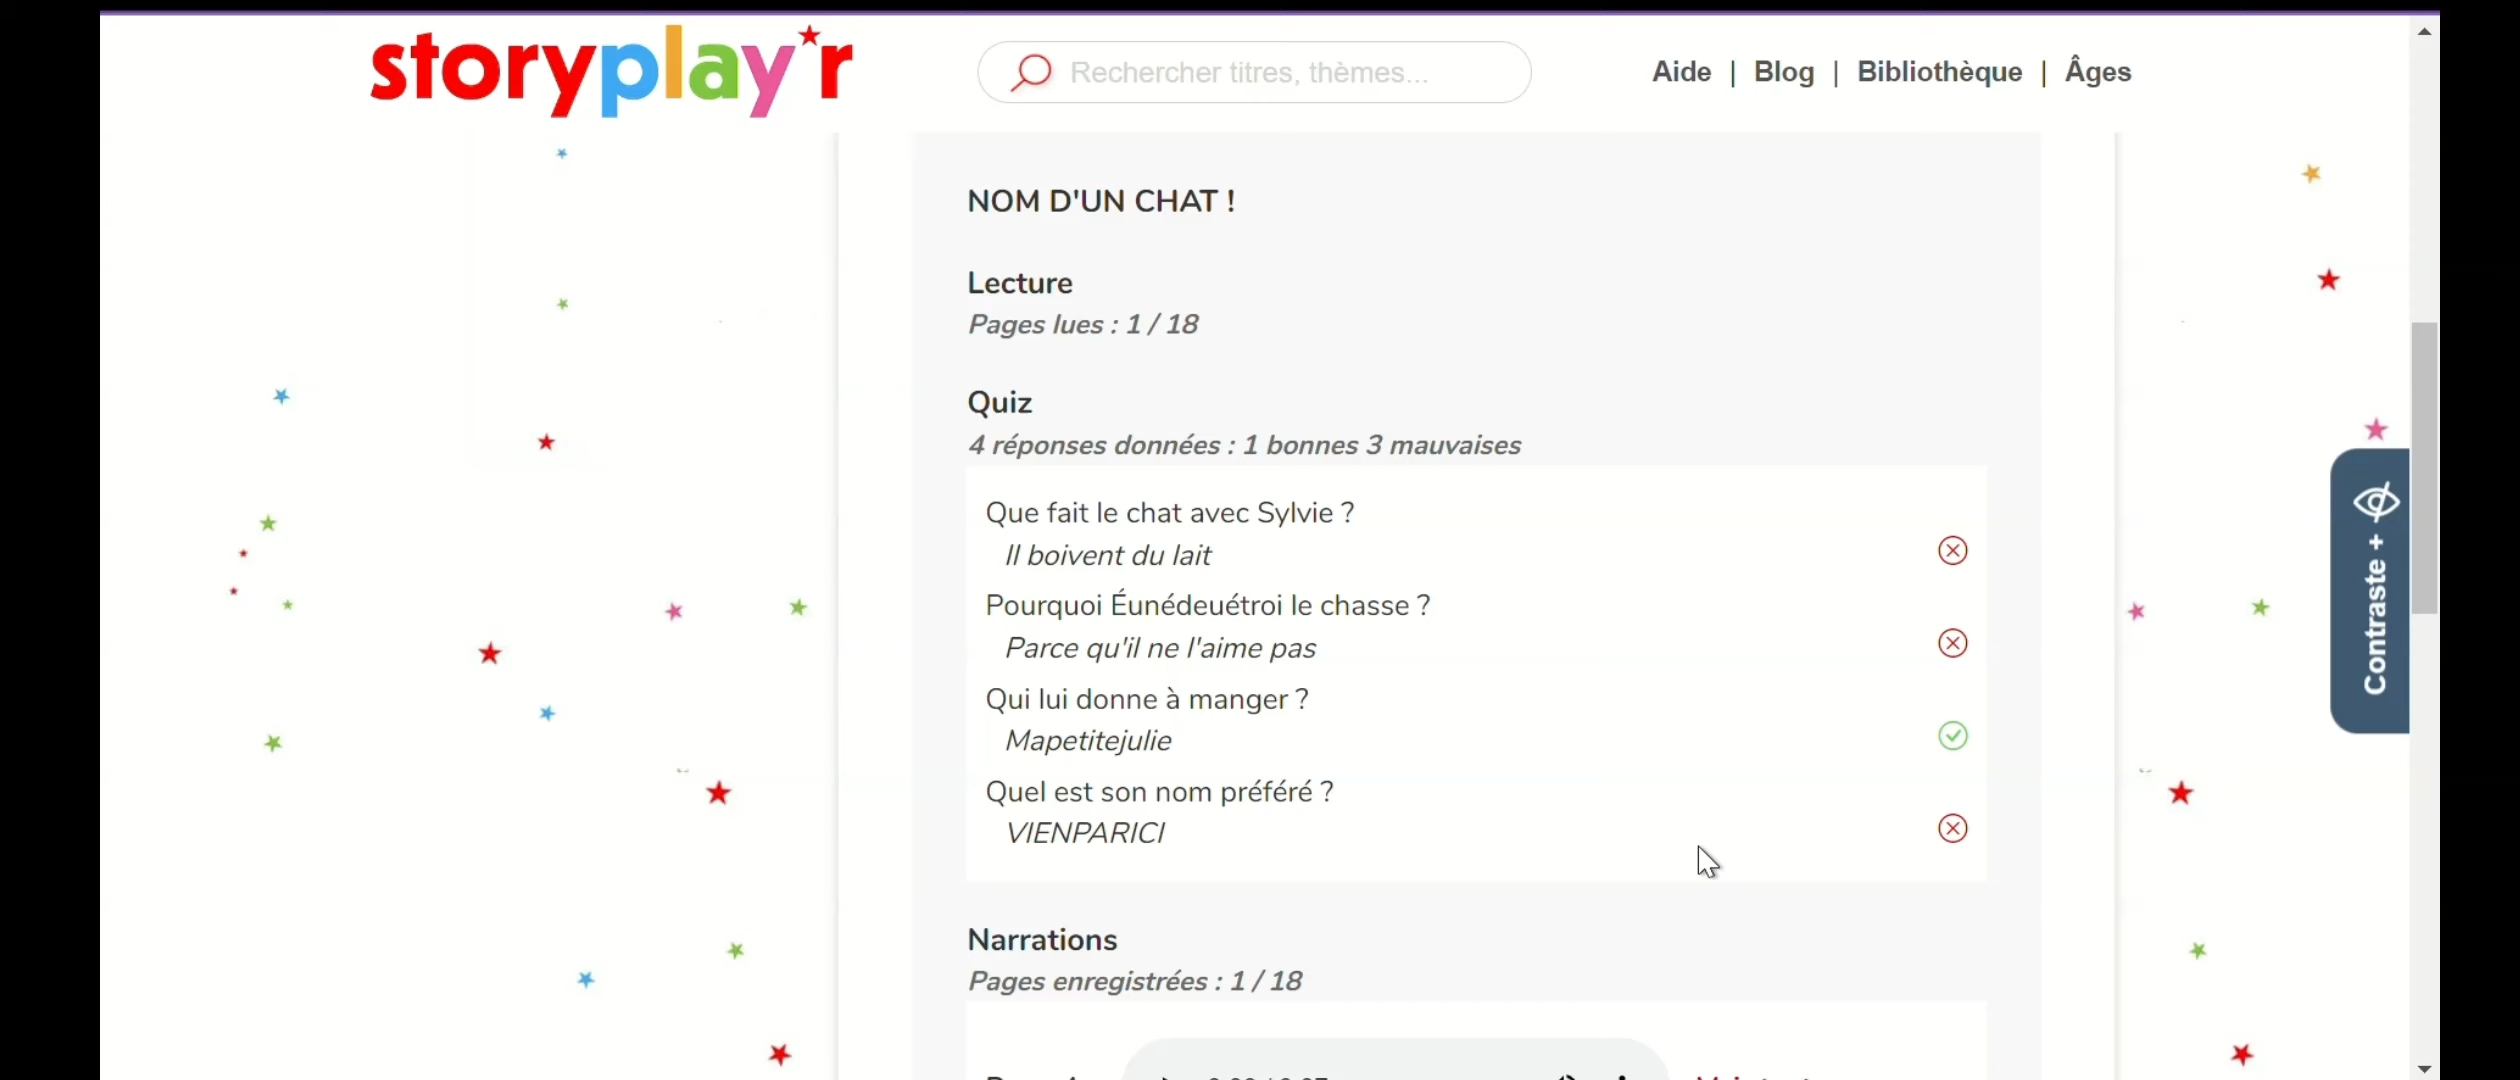 storyplay'r
Rechercher titres, thèmes...
Aide | Blog | Bibliothèque | Âges
NOM D'UN CHAT !
Lecture
Pages lues : 1 / 18
Quiz
4 réponses données : 1 bonnes 3 mauvaises
Que fait le chat avec Sylvie ?
Il boivent du lait
Pourquoi Éunédeuétroi le chasse ?
Parce qu'il ne l'aime pas
Qui lui donne à manger ?
Mapetitejulie
Quel est son nom préféré ?
VIENPARICI
Contraste +
Narrations
Pages enregistrées : 1 / 18